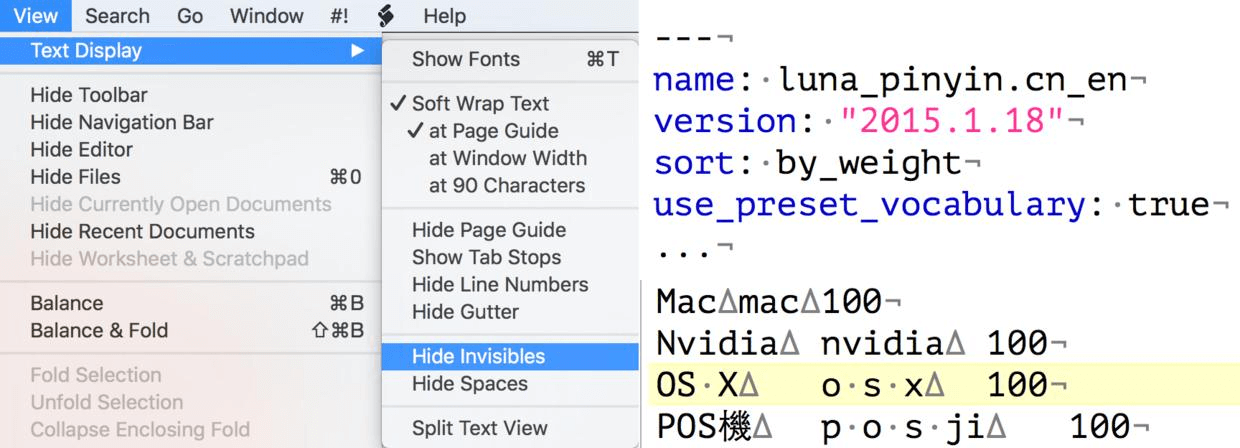 View Search Go Window #! Help
Text Display ▶
Hide Toolbar
Hide Navigation Bar
Hide Editor
Hide Files ⌘0
Hide Currently Open Documents
Hide Recent Documents
Hide Worksheet & Scratchpad
Balance ⌘B
Balance & Fold ⇧⌘B
Fold Selection
Unfold Selection
Collapse Enclosing Fold
Show Fonts ⌘T
✓ Soft Wrap Text
✓ at Page Guide
at Window Width
at 90 Characters
Hide Page Guide
Show Tab Stops
Hide Line Numbers
Hide Gutter
Hide Invisibles
Hide Spaces
Split Text View
---¬
name:·luna_pinyin.cn_en¬
version:·"2015.1.18"¬
sort:·by_weight¬
use_preset_vocabulary:·true¬
...¬
Mac∆mac∆100¬
Nvidia∆ nvidia∆ 100¬
OS·X∆ o·s·x∆ 100¬
POS機∆ p·o·s·ji∆ 100¬